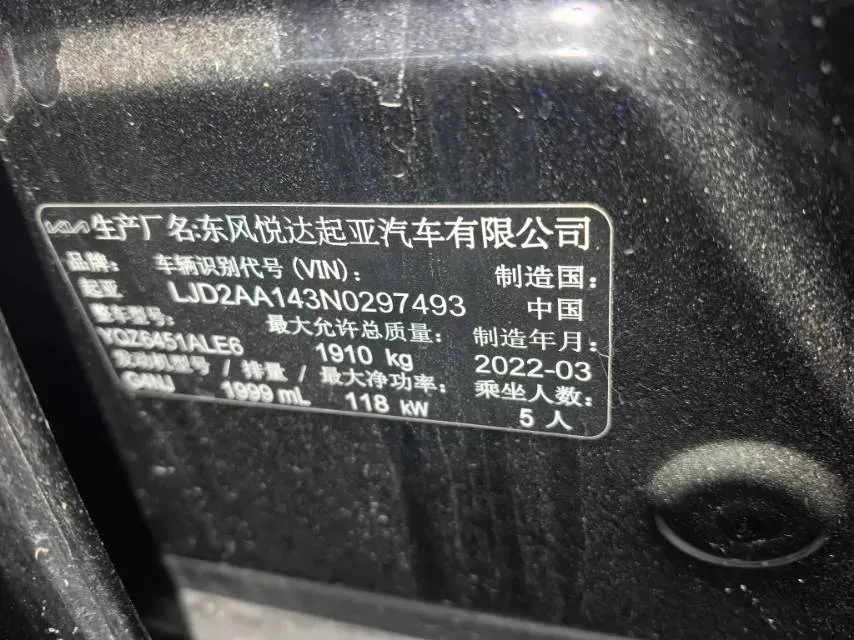 KIA 生产厂名:东风悦达起亚汽车有限公司
品牌: 车辆识别代号(VIN): 制造国:
起亚 LJD2AA143N0297493 中国
整车型号: 最大允许总质量: 制造年月:
YQZ6451ALE6 1910 kg 2022-03
发动机型号 / 排量 / 最大净功率: 乘坐人数:
G4NJ 1999 mL 118 kW 5 人